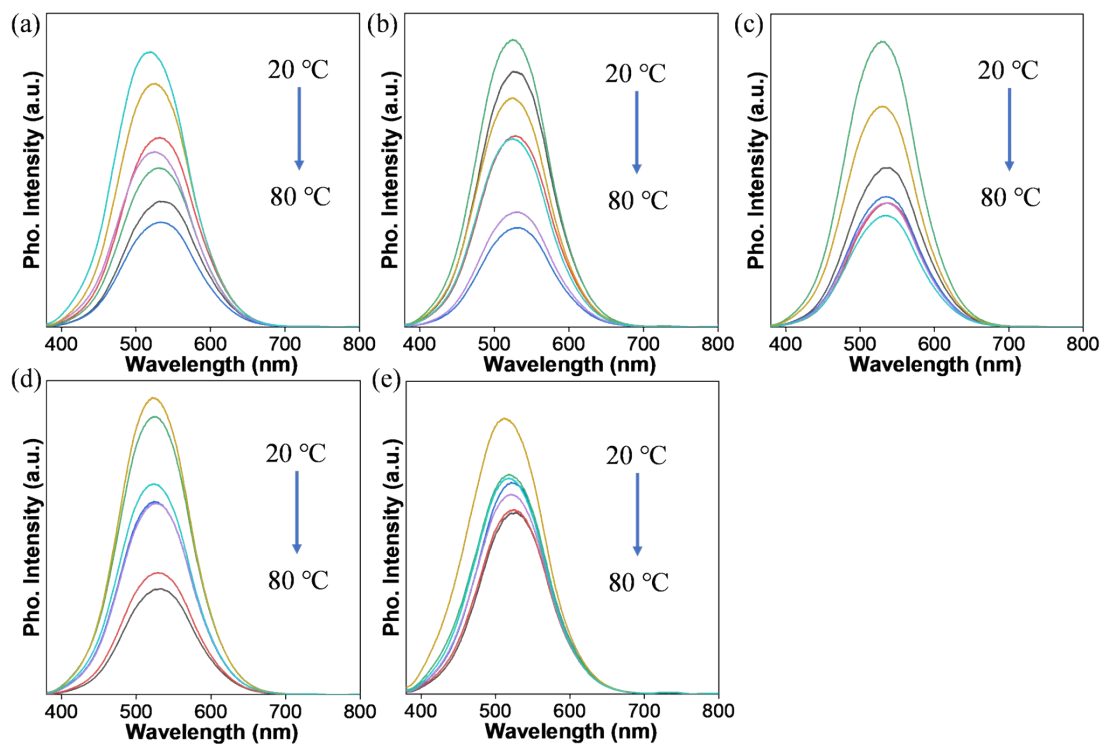 (a)
Pho. Intensity (a.u.)
20 ℃
80 ℃
400 500 600 700 800
Wavelength (nm)
(b)
Pho. Intensity (a.u.)
20 ℃
80 ℃
400 500 600 700 800
Wavelength (nm)
(c)
Pho. Intensity (a.u.)
20 ℃
80 ℃
400 500 600 700 800
Wavelength (nm)
(d)
Pho. Intensity (a.u.)
20 ℃
80 ℃
400 500 600 700 800
Wavelength (nm)
(e)
Pho. Intensity (a.u.)
20 ℃
80 ℃
400 500 600 700 800
Wavelength (nm)